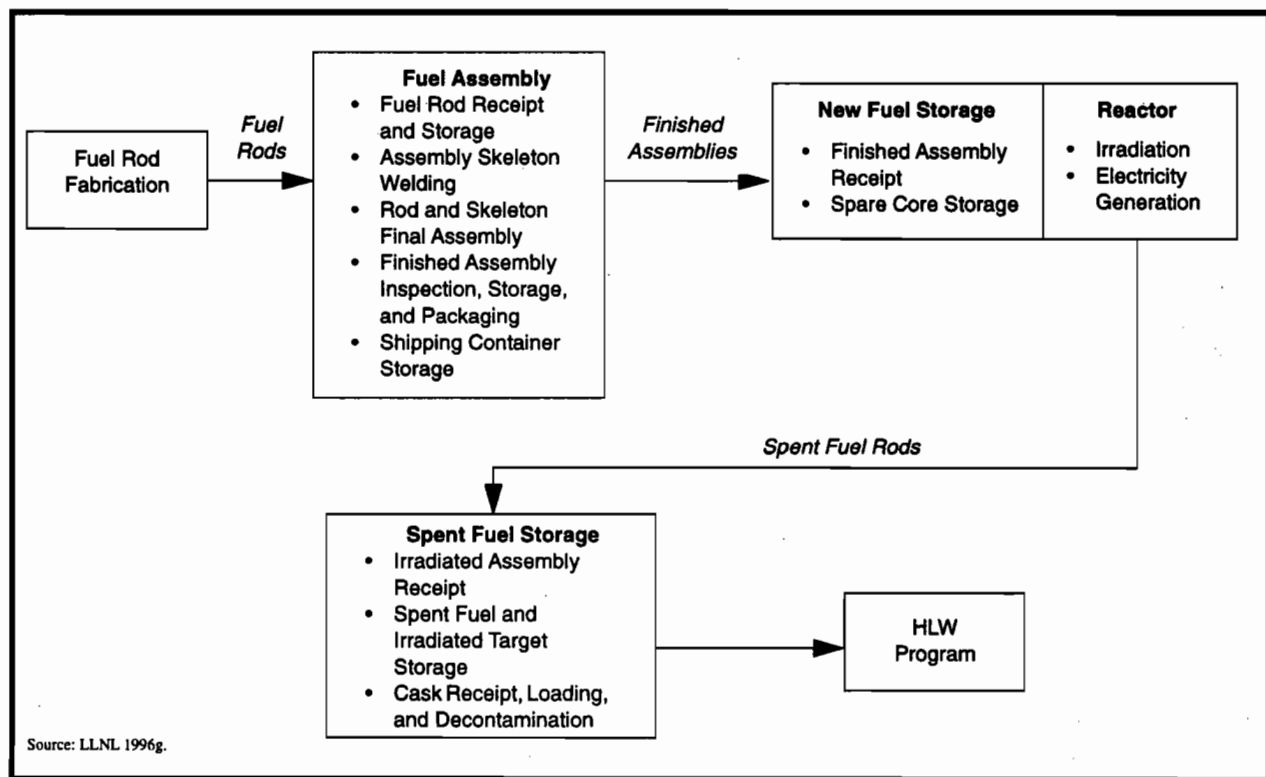 Fuel Rod
Fabrication
Fuel
Rods
Fuel Assembly
• Fuel Rod Receipt
and Storage
• Assembly Skeleton
Welding
• Rod and Skeleton
Final Assembly
• Finished Assembly
Inspection, Storage,
and Packaging
• Shipping Container
Storage
Finished
Assemblies
New Fuel Storage
• Finished Assembly
Receipt
• Spare Core Storage
Reactor
• Irradiation
• Electricity
Generation
Spent Fuel Rods
Spent Fuel Storage
• Irradiated Assembly
Receipt
• Spent Fuel and
Irradiated Target
Storage
• Cask Receipt, Loading,
and Decontamination
HLW
Program
Source: LLNL 1996g.